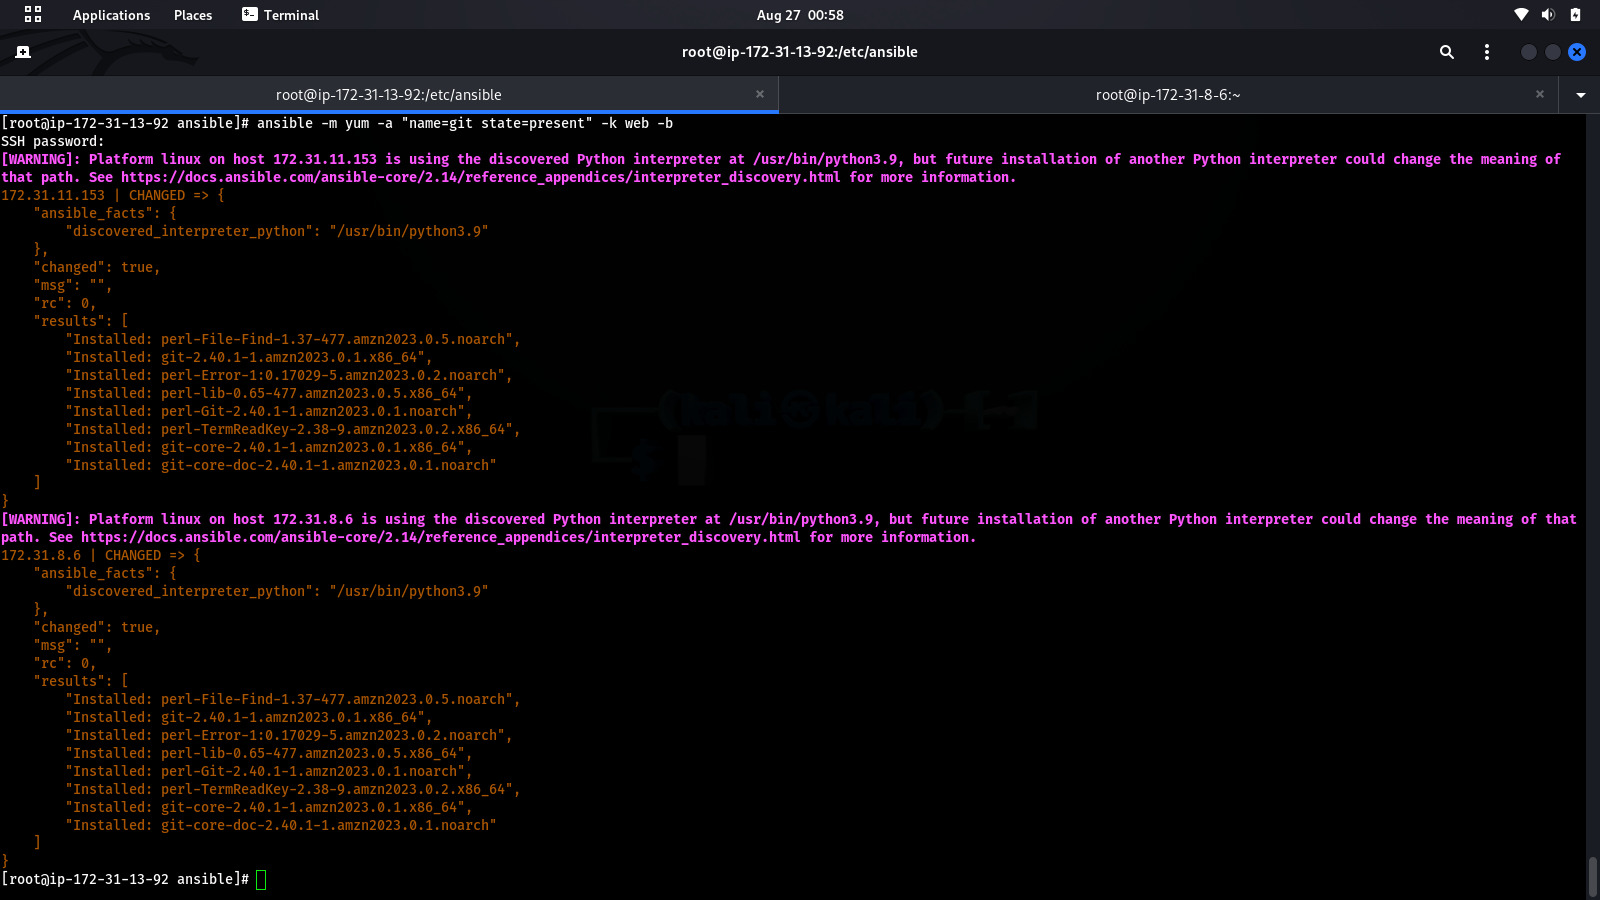 Applications Places Terminal Aug 27 00:58
root@ip-172-31-13-92:/etc/ansible
root@ip-172-31-13-92:/etc/ansible × root@ip-172-31-8-6:~ ×
[root@ip-172-31-13-92 ansible]# ansible -m yum -a "name=git state=present" -k web -b
SSH password:
[WARNING]: Platform linux on host 172.31.11.153 is using the discovered Python interpreter at /usr/bin/python3.9, but future installation of another Python interpreter could change the meaning of
that path. See https://docs.ansible.com/ansible-core/2.14/reference_appendices/interpreter_discovery.html for more information.
172.31.11.153 | CHANGED => {
    "ansible_facts": {
        "discovered_interpreter_python": "/usr/bin/python3.9"
    },
    "changed": true,
    "msg": "",
    "rc": 0,
    "results": [
        "Installed: perl-File-Find-1.37-477.amzn2023.0.5.noarch",
        "Installed: git-2.40.1-1.amzn2023.0.1.x86_64",
        "Installed: perl-Error-1:0.17029-5.amzn2023.0.2.noarch",
        "Installed: perl-lib-0.65-477.amzn2023.0.5.x86_64",
        "Installed: perl-Git-2.40.1-1.amzn2023.0.1.noarch",
        "Installed: perl-TermReadKey-2.38-9.amzn2023.0.2.x86_64",
        "Installed: git-core-2.40.1-1.amzn2023.0.1.x86_64",
        "Installed: git-core-doc-2.40.1-1.amzn2023.0.1.noarch"
    ]
}
[WARNING]: Platform linux on host 172.31.8.6 is using the discovered Python interpreter at /usr/bin/python3.9, but future installation of another Python interpreter could change the meaning of that
path. See https://docs.ansible.com/ansible-core/2.14/reference_appendices/interpreter_discovery.html for more information.
172.31.8.6 | CHANGED => {
    "ansible_facts": {
        "discovered_interpreter_python": "/usr/bin/python3.9"
    },
    "changed": true,
    "msg": "",
    "rc": 0,
    "results": [
        "Installed: perl-File-Find-1.37-477.amzn2023.0.5.noarch",
        "Installed: git-2.40.1-1.amzn2023.0.1.x86_64",
        "Installed: perl-Error-1:0.17029-5.amzn2023.0.2.noarch",
        "Installed: perl-lib-0.65-477.amzn2023.0.5.x86_64",
        "Installed: perl-Git-2.40.1-1.amzn2023.0.1.noarch",
        "Installed: perl-TermReadKey-2.38-9.amzn2023.0.2.x86_64",
        "Installed: git-core-2.40.1-1.amzn2023.0.1.x86_64",
        "Installed: git-core-doc-2.40.1-1.amzn2023.0.1.noarch"
    ]
}
[root@ip-172-31-13-92 ansible]#
(kali㉿kali)-[~]
$